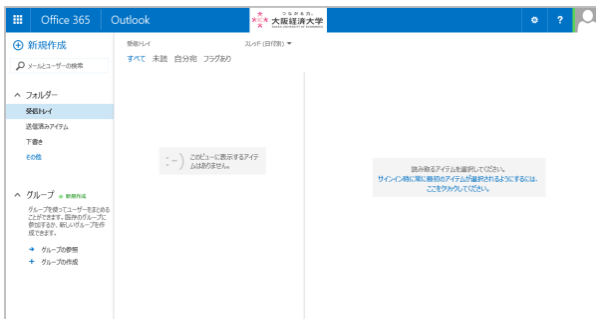 Office 365
Outlook
つながる力。
大阪経済大学
OSAKA UNIVERSITY OF ECONOMICS
?
新規作成
メールとユーザーの検索
フォルダー
受信トレイ
送信済みアイテム
下書き
その他
グループ
新規作成
グループを使ってユーザーをまとめる
ことができます。既存のグループに
参加するか、新しいグループを作
成できます。
グループの参照
+ グループの作成
受信トレイ
スレッド (日付別)
すべて 未読 自分宛 フラグあり
:-)
このビューに表示するアイテ
ムはありません。
読み取るアイテムを選択してください。
サインイン時に常に最初のアイテムが選択されるようにするには、
ここをクリックしてください。